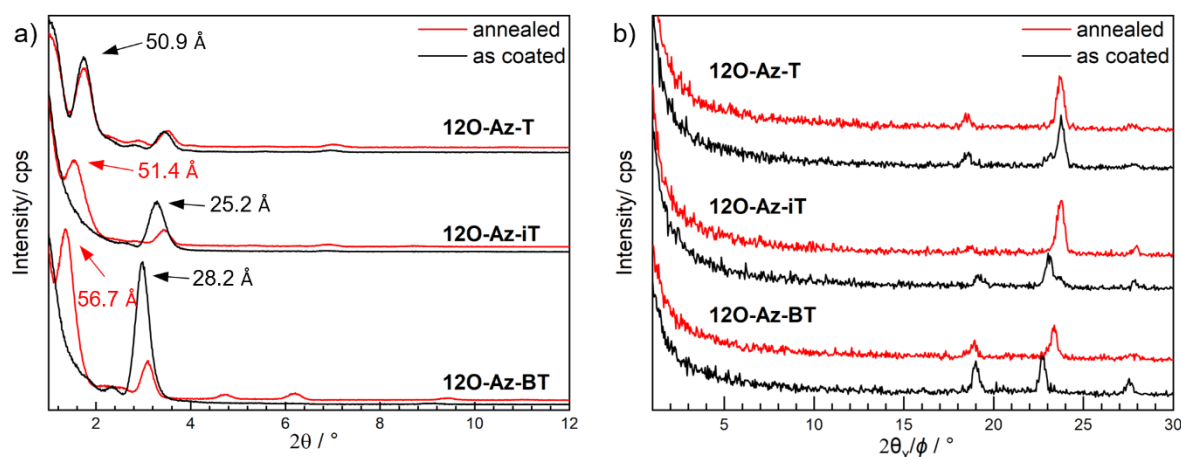 a)
annealed
as coated
50.9 Å
12O-Az-T
51.4 Å
25.2 Å
12O-Az-iT
56.7 Å
28.2 Å
12O-Az-BT
Intensity/ cps
2 4 6 8 10 12
2θ / °
b)
annealed
as coated
12O-Az-T
12O-Az-iT
12O-Az-BT
Intensity/ cps
5 10 15 20 25 30
2θᵪ/ϕ / °